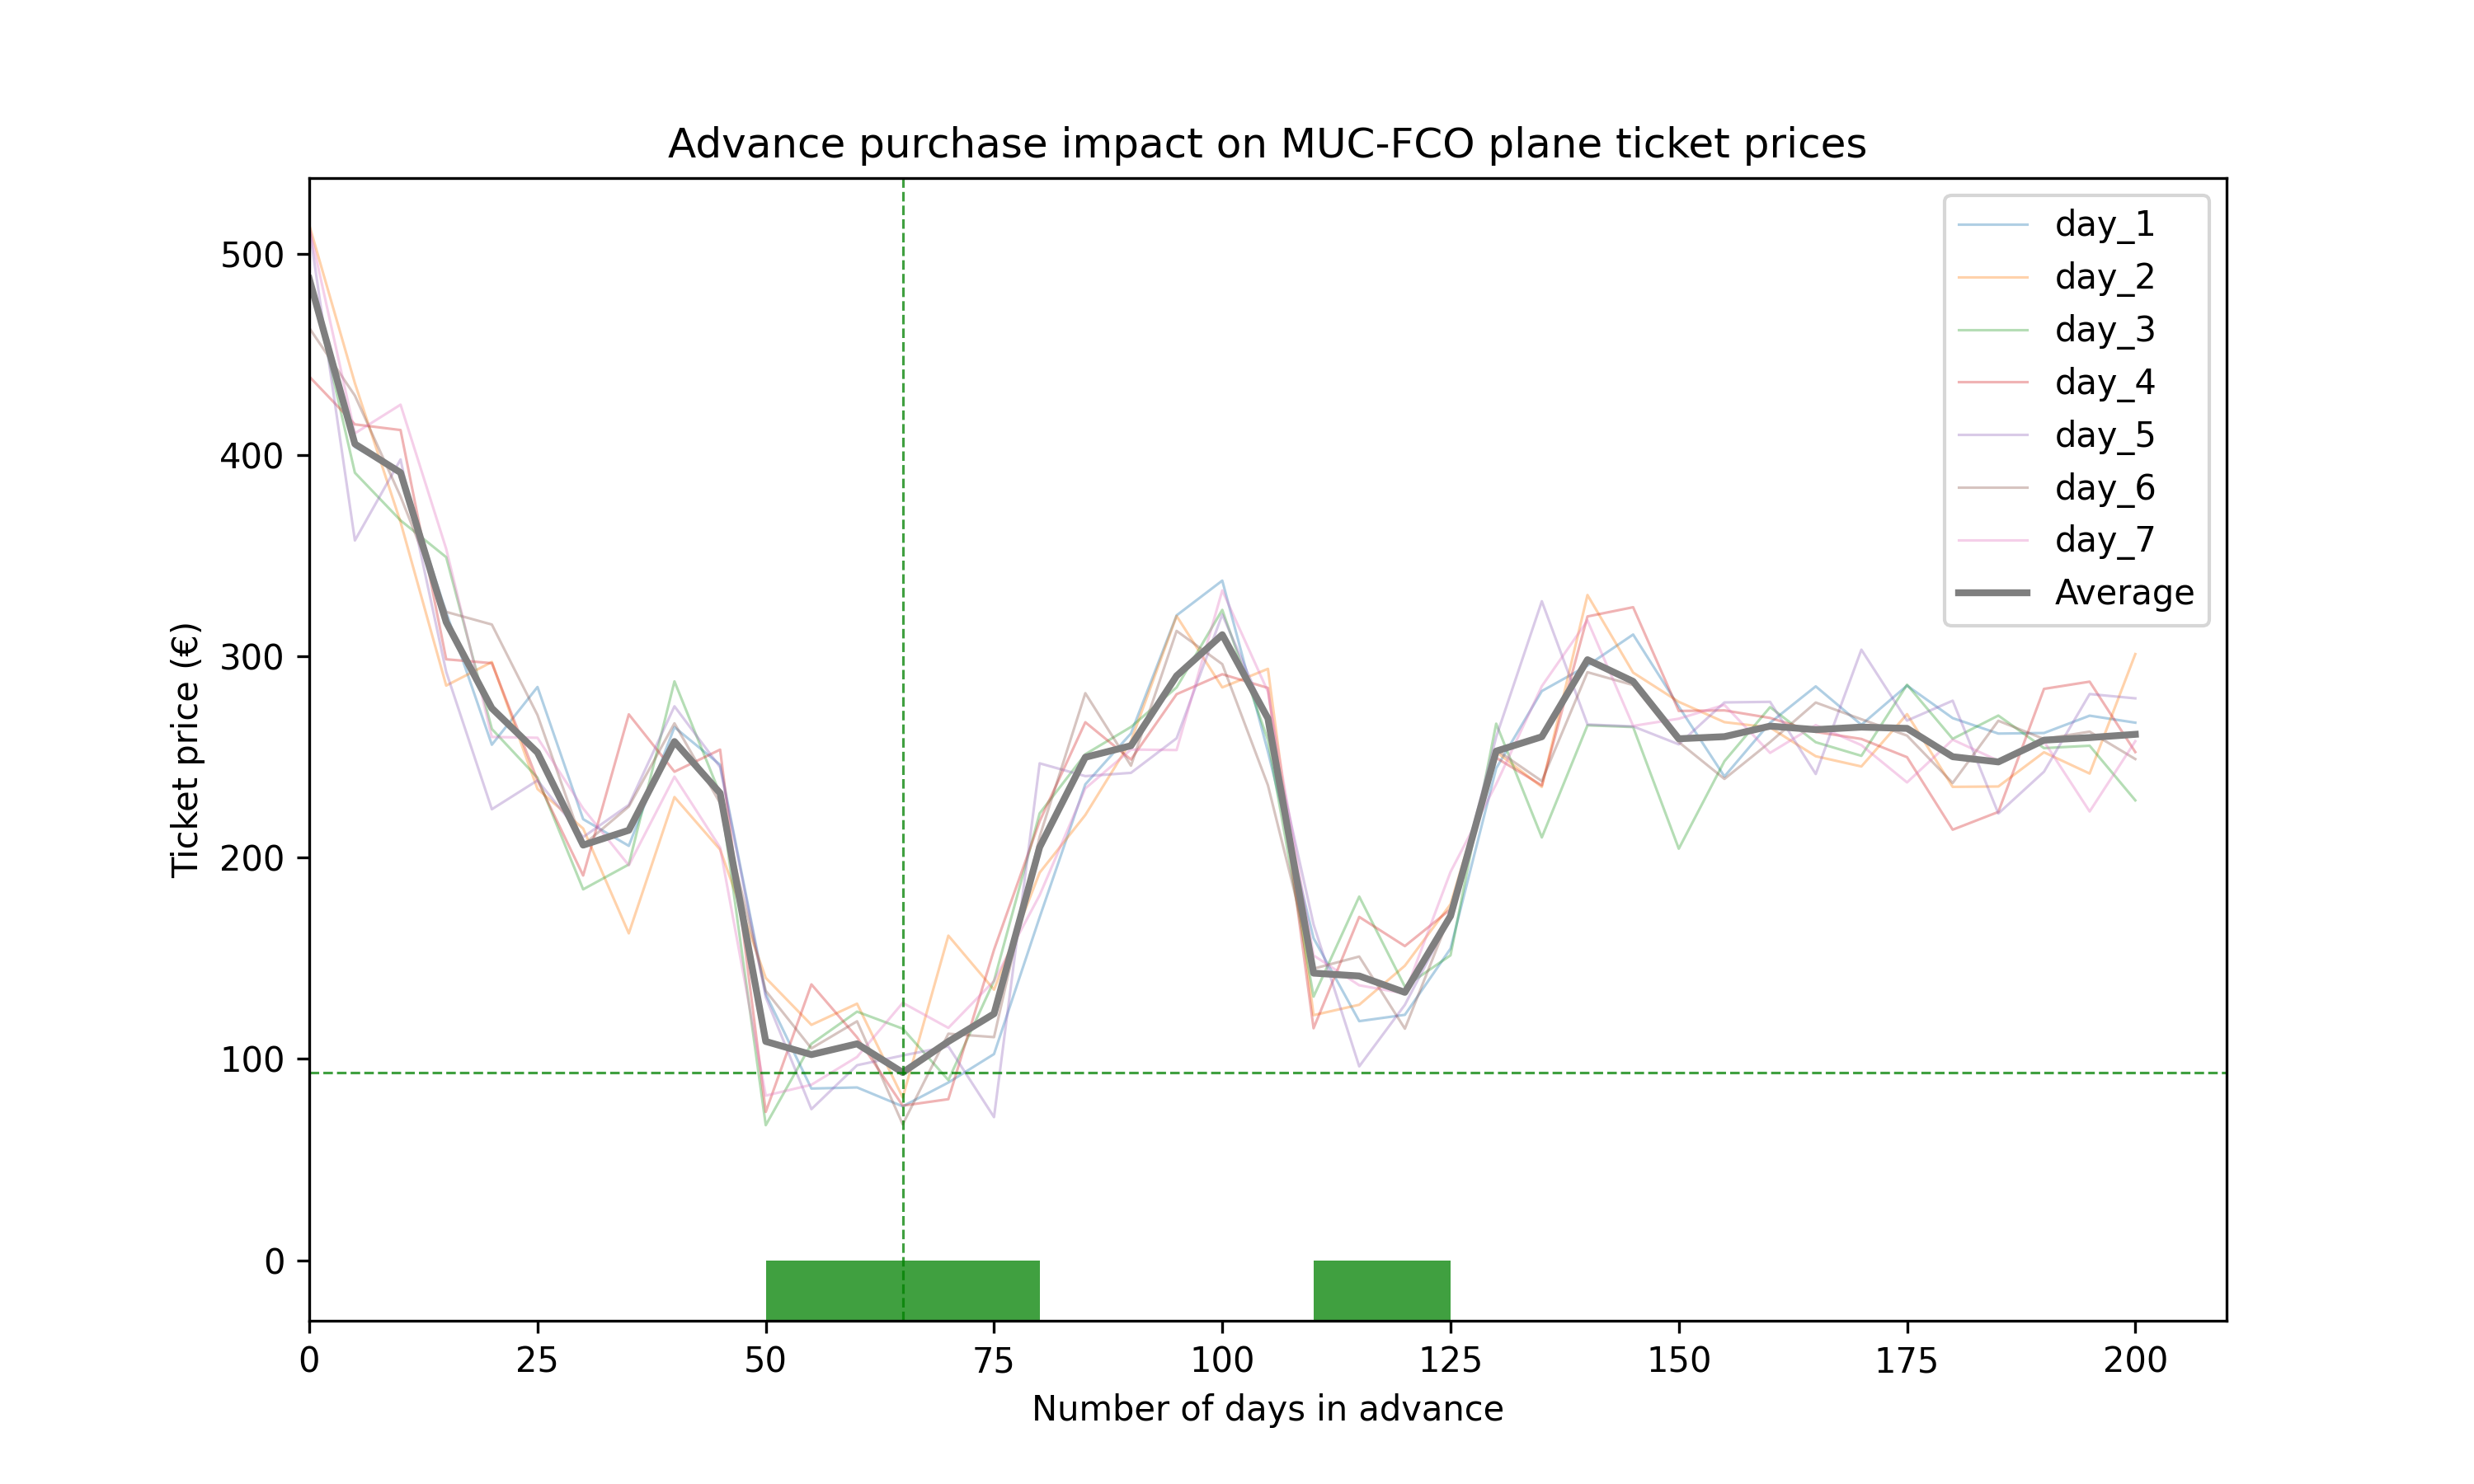 Advance purchase impact on MUC-FCO plane ticket prices
500
400
300
200
100
0
Ticket price (€)
0 25 50 75 100 125 150 175 200
Number of days in advance
day_1
day_2
day_3
day_4
day_5
day_6
day_7
Average